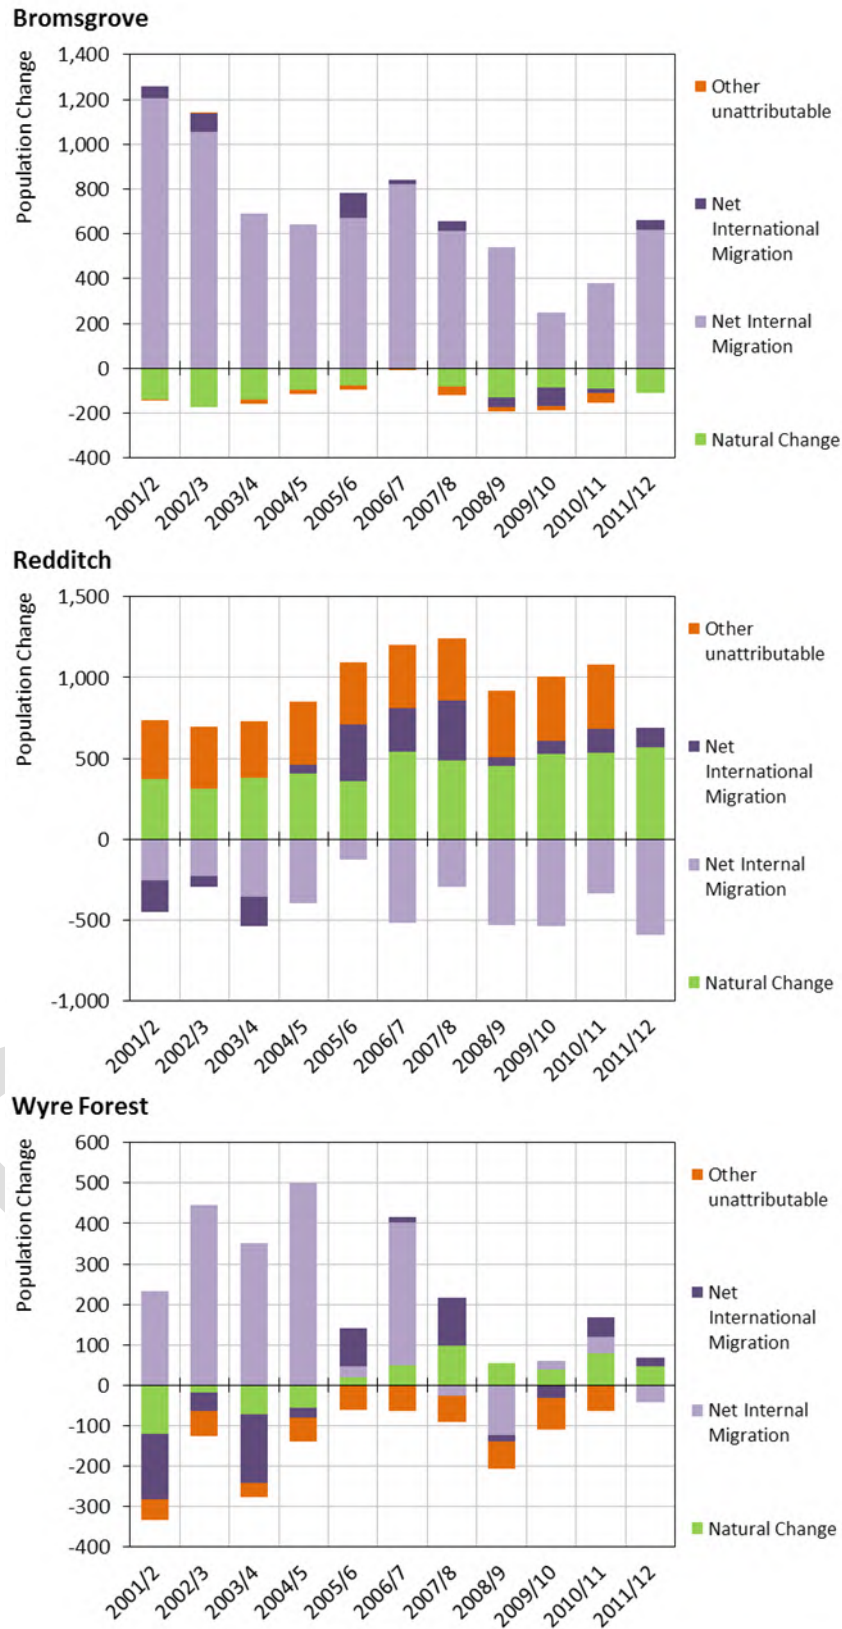 Bromsgrove
Population Change
1,400
1,200
1,000
800
600
400
200
0
-200
-400
2001/2
2002/3
2003/4
2004/5
2005/6
2006/7
2007/8
2008/9
2009/10
2010/11
2011/12
Other
unattributable
Net
International
Migration
Net Internal
Migration
Natural Change
Redditch
Population Change
1,500
1,000
500
0
-500
-1,000
2001/2
2002/3
2003/4
2004/5
2005/6
2006/7
2007/8
2008/9
2009/10
2010/11
2011/12
Other
unattributable
Net
International
Migration
Net Internal
Migration
Natural Change
Wyre Forest
Population Change
600
500
400
300
200
100
0
-100
-200
-300
-400
2001/2
2002/3
2003/4
2004/5
2005/6
2006/7
2007/8
2008/9
2009/10
2010/11
2011/12
Other
unattributable
Net
International
Migration
Net Internal
Migration
Natural Change